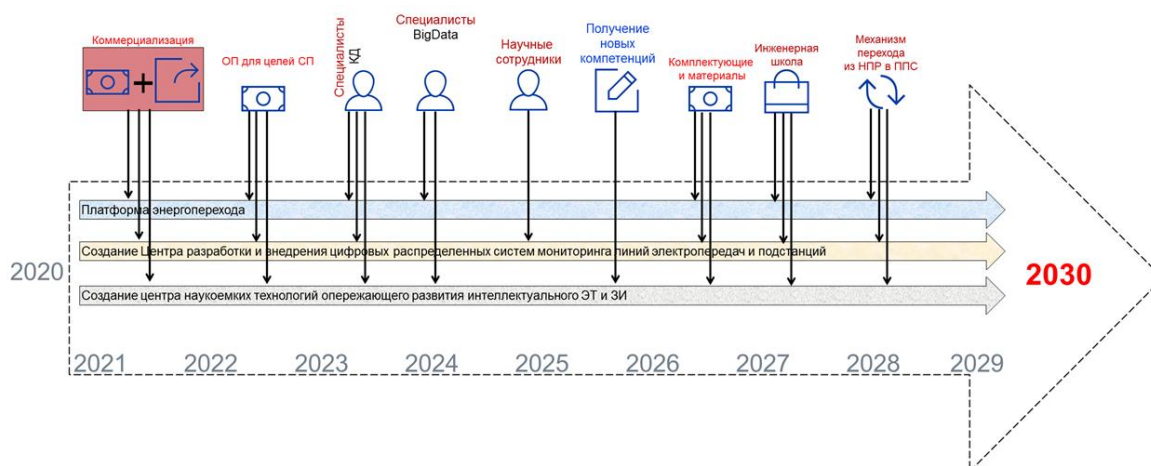 Коммерциализация
ОП для целей СП
Специалисты
КД
Специалисты
BigData
Научные
сотрудники
Получение
новых
компетенций
Комплектующие
и материалы
Инженерная
школа
Механизм
перехода
из НПР в ППС
Платформа энергоперехода
Создание Центра разработки и внедрения цифровых распределенных систем мониторинга линий электропередач и подстанций
Создание центра наукоемких технологий опережающего развития интеллектуального ЭТ и ЗИ
2020
2030
2021 2022 2023 2024 2025 2026 2027 2028 2029